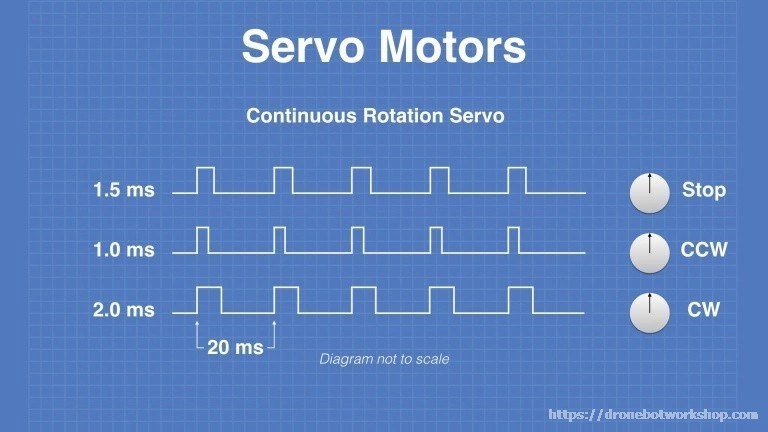 Servo Motors
Continuous Rotation Servo
1.5 ms Stop
1.0 ms CCW
2.0 ms CW
20 ms
Diagram not to scale
https://dronebotworkshop.com